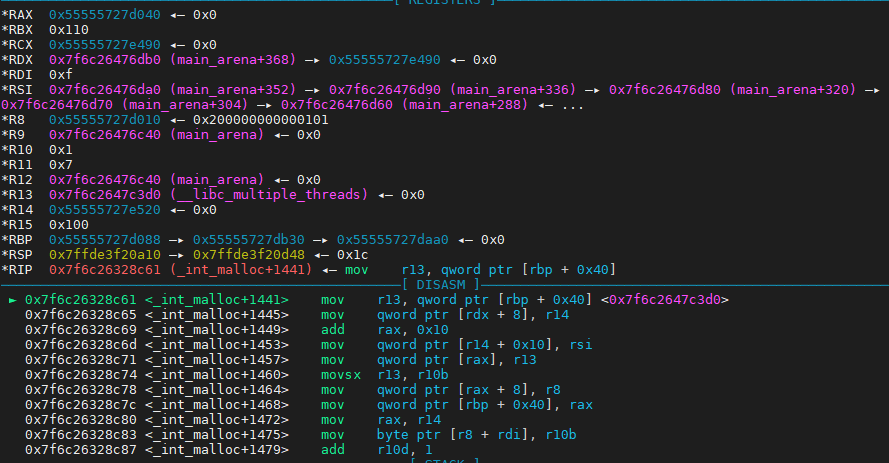 [ REGISTERS ]
*RAX  0x55555727d040 ◂— 0x0
*RBX  0x110
*RCX  0x55555727e490 ◂— 0x0
*RDX  0x7f6c26476db0 (main_arena+368) —▸ 0x55555727e490 ◂— 0x0
*RDI  0xf
*RSI  0x7f6c26476da0 (main_arena+352) —▸ 0x7f6c26476d90 (main_arena+336) —▸ 0x7f6c26476d80 (main_arena+320) —▸
0x7f6c26476d70 (main_arena+304) —▸ 0x7f6c26476d60 (main_arena+288) ◂— ...
*R8   0x55555727d010 ◂— 0x200000000000101
*R9   0x7f6c26476c40 (main_arena) ◂— 0x0
*R10  0x1
*R11  0x7
*R12  0x7f6c26476c40 (main_arena) ◂— 0x0
*R13  0x7f6c2647c3d0 (__libc_multiple_threads) ◂— 0x0
*R14  0x55555727e520 ◂— 0x0
*R15  0x100
*RBP  0x55555727d088 —▸ 0x55555727db30 —▸ 0x55555727daa0 ◂— 0x0
*RSP  0x7ffde3f20a10 —▸ 0x7ffde3f20d48 ◂— 0x1c
*RIP  0x7f6c26328c61 (_int_malloc+1441) ◂— mov    r13, qword ptr [rbp + 0x40]
[ DISASM ]
► 0x7f6c26328c61 <_int_malloc+1441>    mov    r13, qword ptr [rbp + 0x40] <0x7f6c2647c3d0>
0x7f6c26328c65 <_int_malloc+1445>    mov    qword ptr [rdx + 8], r14
0x7f6c26328c69 <_int_malloc+1449>    add    rax, 0x10
0x7f6c26328c6d <_int_malloc+1453>    mov    qword ptr [r14 + 0x10], rsi
0x7f6c26328c71 <_int_malloc+1457>    mov    qword ptr [rax], r13
0x7f6c26328c74 <_int_malloc+1460>    movsx  r13, r10b
0x7f6c26328c78 <_int_malloc+1464>    mov    qword ptr [rax + 8], r8
0x7f6c26328c7c <_int_malloc+1468>    mov    qword ptr [rbp + 0x40], rax
0x7f6c26328c80 <_int_malloc+1472>    mov    rax, r14
0x7f6c26328c83 <_int_malloc+1475>    mov    byte ptr [r8 + rdi], r10b
0x7f6c26328c87 <_int_malloc+1479>    add    r10d, 1
[ STACK ]